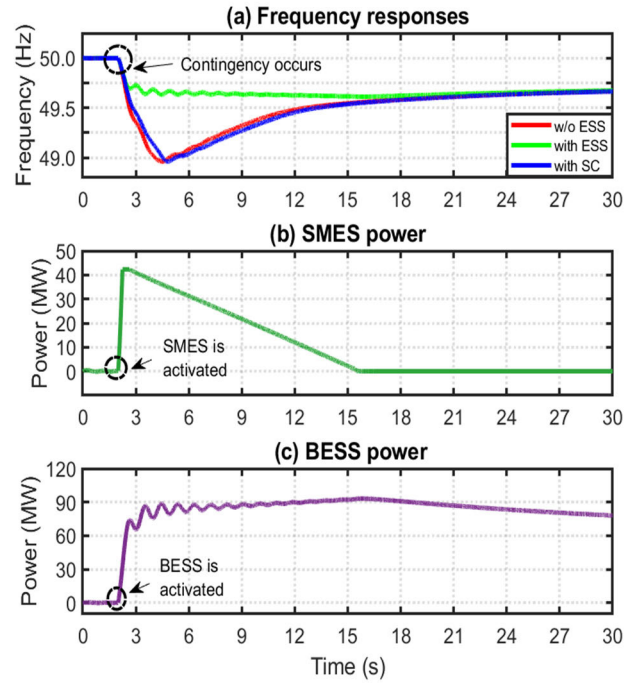 (a) Frequency responses
Frequency (Hz)
50.0
49.5
49.0
Contingency occurs
w/o ESS
with ESS
with SC
0 3 6 9 12 15 18 21 24 27 30
(b) SMES power
Power (MW)
50
40
30
20
10
0
SMES is
activated
0 3 6 9 12 15 18 21 24 27 30
(c) BESS power
Power (MW)
120
90
60
30
0
BESS is
activated
0 3 6 9 12 15 18 21 24 27 30
Time (s)